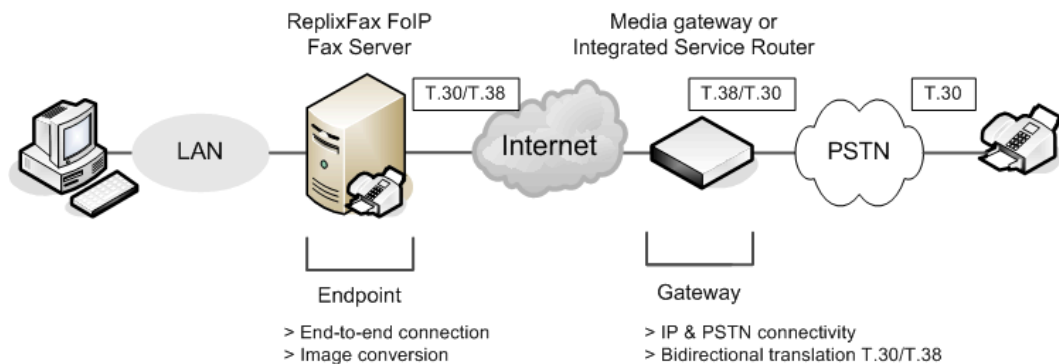 ReplixFax FoIP
Fax Server
Media gateway or
Integrated Service Router
T.30/T.38
T.38/T.30
T.30
LAN
Internet
PSTN
Endpoint
Gateway
> End-to-end connection
> Image conversion
> IP & PSTN connectivity
> Bidirectional translation T.30/T.38